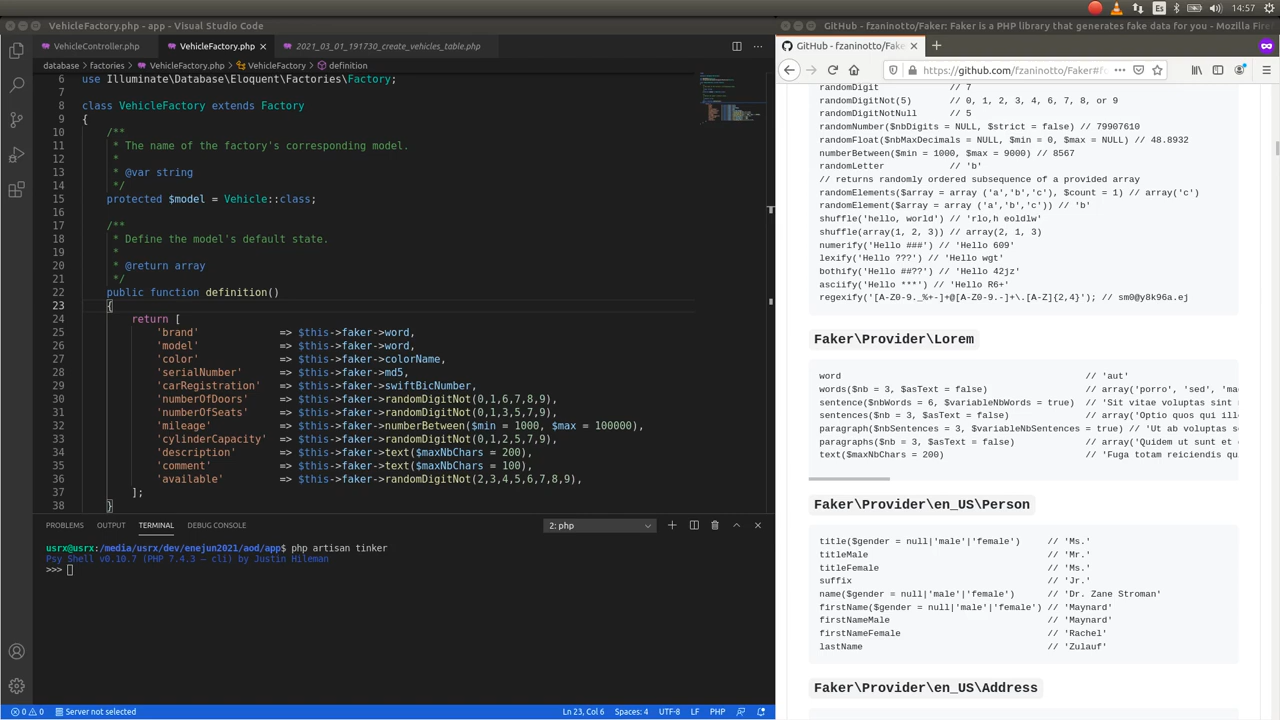 14:57
VehicleFactory.php - app - Visual Studio Code
VehicleController.php
VehicleFactory.php
2021_03_01_191730_create_vehicles_table.php
database > factories > VehicleFactory.php > VehicleFactory > definition
6 use Illuminate\Database\Eloquent\Factories\Factory;
7
8 class VehicleFactory extends Factory
9 {
10 /**
11 * The name of the factory's corresponding model.
12 *
13 * @var string
14 */
15 protected $model = Vehicle::class;
16
17 /**
18 * Define the model's default state.
19 *
20 * @return array
21 */
22 public function definition()
23 {
24 return [
25 'brand' => $this->faker->word,
26 'model' => $this->faker->word,
27 'color' => $this->faker->colorName,
28 'serialNumber' => $this->faker->md5,
29 'carRegistration' => $this->faker->swiftBicNumber,
30 'numberOfDoors' => $this->faker->randomDigitNot(0,1,6,7,8,9),
31 'numberOfSeats' => $this->faker->randomDigitNot(0,1,3,5,7,9),
32 'mileage' => $this->faker->numberBetween($min = 1000, $max = 100000),
33 'cylinderCapacity' => $this->faker->randomDigitNot(0,1,2,5,7,9),
34 'description' => $this->faker->text($maxNbChars = 200),
35 'comment' => $this->faker->text($maxNbChars = 100),
36 'available' => $this->faker->randomDigitNot(2,3,4,5,6,7,8,9),
37 ];
38 }
PROBLEMS OUTPUT TERMINAL DEBUG CONSOLE
2: php
usrx@usrx:/media/usrx/dev/enejun2021/aod/app$ php artisan tinker
Psy Shell v0.10.7 (PHP 7.4.3 — cli) by Justin Hileman
>>>
0 0
Server not selected
Ln 23, Col 6 Spaces: 4 UTF-8 LF PHP
GitHub - fzaninotto/Faker: Faker is a PHP library that generates fake data for you - Mozilla Firef
GitHub - fzaninotto/Fake
https://github.com/fzaninotto/Faker#f
randomDigit // 7
randomDigitNot(5) // 0, 1, 2, 3, 4, 6, 7, 8, or 9
randomDigitNotNull // 5
randomNumber($nbDigits = NULL, $strict = false) // 79907610
randomFloat($nbMaxDecimals = NULL, $min = 0, $max = NULL) // 48.8932
numberBetween($min = 1000, $max = 9000) // 8567
randomLetter // 'b'
// returns randomly ordered subsequence of a provided array
randomElements($array = array ('a','b','c'), $count = 1) // array('c')
randomElement($array = array ('a','b','c')) // 'b'
shuffle('hello, world') // 'rlo,h eoldlw'
shuffle(array(1, 2, 3)) // array(2, 1, 3)
numerify('Hello ###') // 'Hello 609'
lexify('Hello ???') // 'Hello wgt'
bothify('Hello ##??') // 'Hello 42jz'
asciify('Hello ***') // 'Hello R6+'
regexify('[A-Z0-9._%+-]+@[A-Z0-9.-]+\.[A-Z]{2,4}'); // sm0@y8k96a.ej
Faker\Provider\Lorem
word // 'aut'
words($nb = 3, $asText = false) // array('porro', 'sed', 'ma
sentence($nbWords = 6, $variableNbWords = true) // 'Sit vitae voluptas sint
sentences($nb = 3, $asText = false) // array('Optio quos qui ill
paragraph($nbSentences = 3, $variableNbSentences = true) // 'Ut ab voluptas s
paragraphs($nb = 3, $asText = false) // array('Quidem ut sunt et
text($maxNbChars = 200) // 'Fuga totam reiciendis qu
Faker\Provider\en_US\Person
title($gender = null|'male'|'female') // 'Ms.'
titleMale // 'Mr.'
titleFemale // 'Ms.'
suffix // 'Jr.'
name($gender = null|'male'|'female') // 'Dr. Zane Stroman'
firstName($gender = null|'male'|'female') // 'Maynard'
firstNameMale // 'Maynard'
firstNameFemale // 'Rachel'
lastName // 'Zulauf'
Faker\Provider\en_US\Address